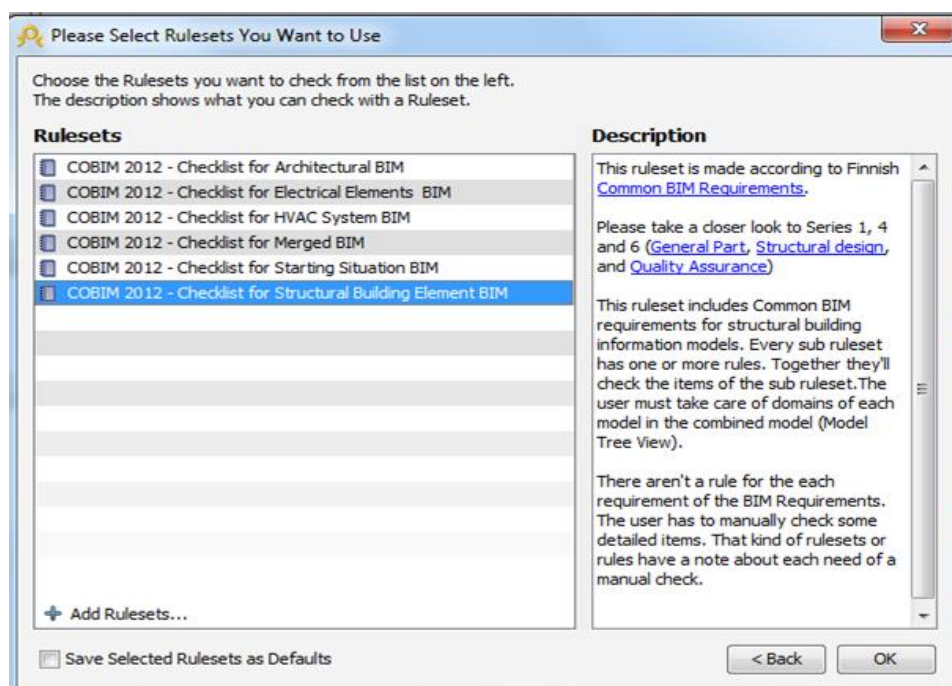 Please Select Rulesets You Want to Use
Choose the Rulesets you want to check from the list on the left.
The description shows what you can check with a Ruleset.
Rulesets
COBIM 2012 - Checklist for Architectural BIM
COBIM 2012 - Checklist for Electrical Elements BIM
COBIM 2012 - Checklist for HVAC System BIM
COBIM 2012 - Checklist for Merged BIM
COBIM 2012 - Checklist for Starting Situation BIM
COBIM 2012 - Checklist for Structural Building Element BIM
Add Rulesets...
Save Selected Rulesets as Defaults
Description
This ruleset is made according to Finnish
Common BIM Requirements.
Please take a closer look to Series 1, 4
and 6 (General Part, Structural design,
and Quality Assurance)
This ruleset includes Common BIM
requirements for structural building
information models. Every sub ruleset
has one or more rules. Together they'll
check the items of the sub ruleset.The
user must take care of domains of each
model in the combined model (Model
Tree View).
There aren't a rule for the each
requirement of the BIM Requirements.
The user has to manually check some
detailed items. That kind of rulesets or
rules have a note about each need of a
manual check.
< Back
OK